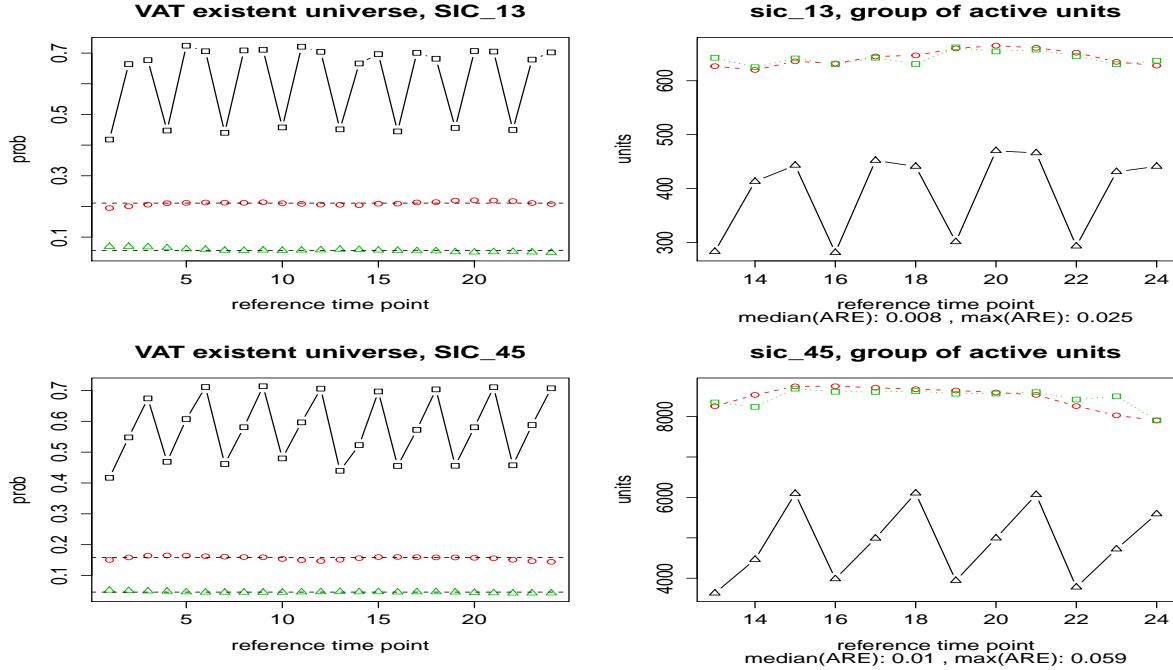 VAT existent universe, SIC_13
prob
0.1 0.3 0.5 0.7
5 10 15 20
reference time point
sic_13, group of active units
units
300 400 500 600
14 16 18 20 22 24
reference time point
median(ARE): 0.008 , max(ARE): 0.025
VAT existent universe, SIC_45
prob
0.1 0.2 0.3 0.4 0.5 0.6 0.7
5 10 15 20
reference time point
sic_45, group of active units
units
4000 6000 8000
14 16 18 20 22 24
reference time point
median(ARE): 0.01 , max(ARE): 0.059